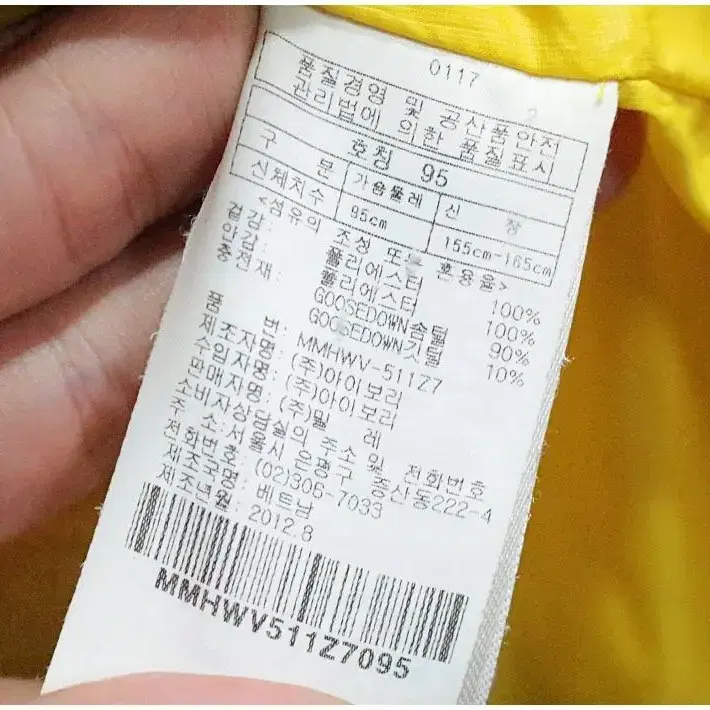 0117
2
품질경영 및 공산품안전
관리법에 의한 품질표시
구 분 호칭 95
신체치수 가슴둘레 신 장
95cm 155cm-165cm
<섬유의 조성 또는 혼용율>
겉감: 폴리에스터 100%
안감: 폴리에스터 100%
충전재: GOOSEDOWN솜털 90%
GOOSEDOWN깃털 10%
품 번: MMHWV-511Z7
제조자명: (주)아이보리
수입자명: (주)아이보리
판매자명: (주)밀 레
소비자상담실의 주소 및 전화번호
주 소:서울시 은평구 증산동222-4
전화번호: (02)306-7033
제조국명: 베트남
제조년월: 2012.8
MMHWV511Z7095